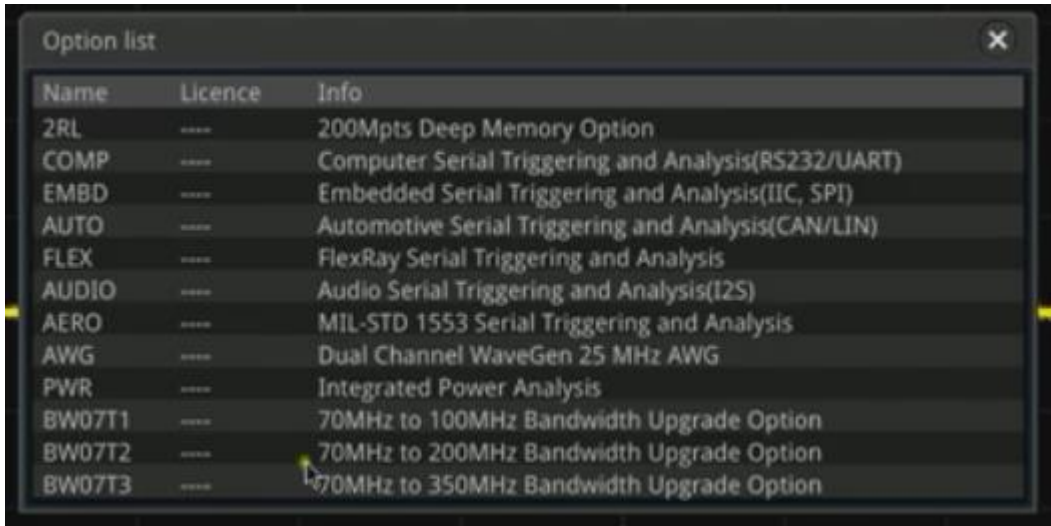 Option list
Name Licence Info
2RL ---- 200Mpts Deep Memory Option
COMP ---- Computer Serial Triggering and Analysis(RS232/UART)
EMBD ---- Embedded Serial Triggering and Analysis(IIC, SPI)
AUTO ---- Automotive Serial Triggering and Analysis(CAN/LIN)
FLEX ---- FlexRay Serial Triggering and Analysis
AUDIO ---- Audio Serial Triggering and Analysis(I2S)
AERO ---- MIL-STD 1553 Serial Triggering and Analysis
AWG ---- Dual Channel WaveGen 25 MHz AWG
PWR ---- Integrated Power Analysis
BW07T1 ---- 70MHz to 100MHz Bandwidth Upgrade Option
BW07T2 ---- 70MHz to 200MHz Bandwidth Upgrade Option
BW07T3 ---- 70MHz to 350MHz Bandwidth Upgrade Option